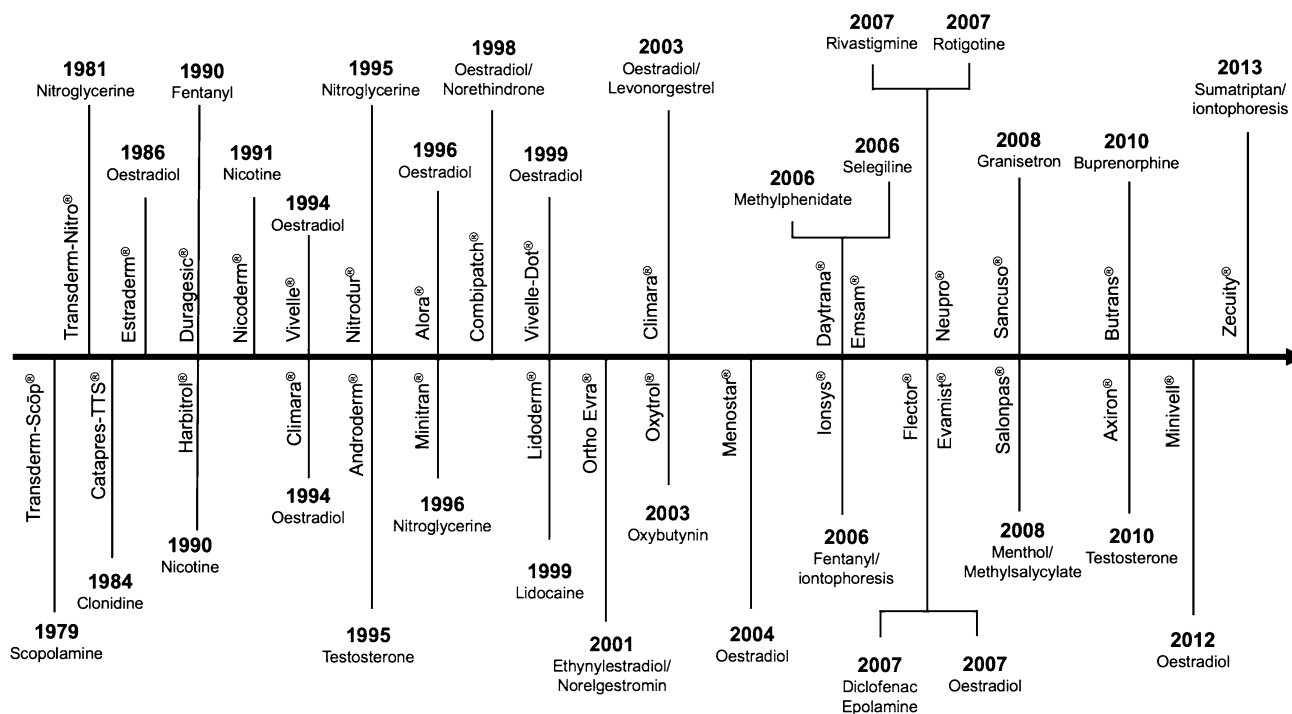 2007
Rivastigmine
2007
Rotigotine
2003
Oestradiol/
Levonorgestrel
1998
Oestradiol/
Norethindrone
1981
Nitroglycerine
1990
Fentanyl
1995
Nitroglycerine
2013
Sumatriptan/
iontophoresis
1986
Oestradiol
1991
Nicotine
1996
Oestradiol
1999
Oestradiol
2006
Selegiline
2008
Granisetron
2010
Buprenorphine
2006
Methylphenidate
1994
Oestradiol
Transderm-Nitro®
Estraderm®
Duragesic®
Nicoderm®
Vivelle®
Nitrodur®
Alora®
Combipatch®
Vivelle-Dot®
Climara®
Daytrana®
Emsam®
Neupro®
Sancuso®
Butrans®
Zecuity®
Transderm-Scōp®
Catapres-TTS®
Harbitrol®
Climara®
Androderm®
Minitran®
Lidoderm®
Ortho Evra®
Oxytrol®
Menostar®
Ionsys®
Flector®
Evamist®
Salonpas®
Axiron®
Minivell®
1994
Oestradiol
1996
Nitroglycerine
2003
Oxybutynin
1990
Nicotine
2006
Fentanyl/
iontophoresis
2008
Menthol/
Methylsalycylate
2010
Testosterone
1984
Clonidine
1999
Lidocaine
1979
Scopolamine
1995
Testosterone
2001
Ethynylestradiol/
Norelgestromin
2004
Oestradiol
2012
Oestradiol
2007
Diclofenac
Epolamine
2007
Oestradiol